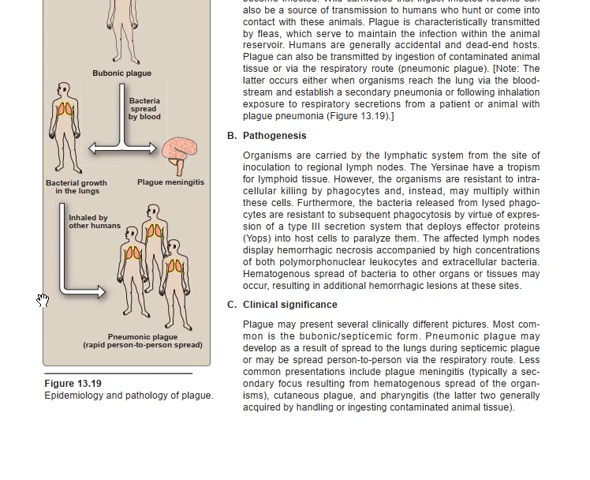 Bubonic plague
Bacteria
spread
by blood
Bacterial growth
in the lungs
Plague meningitis
Inhaled by
other humans
Pneumonic plague
(rapid person-to-person spread)
Figure 13.19
Epidemiology and pathology of plague.
also be a source of transmission to humans who hunt or come into
contact with these animals. Plague is characteristically transmitted
by fleas, which serve to maintain the infection within the animal
reservoir. Humans are generally accidental and dead-end hosts.
Plague can also be transmitted by ingestion of contaminated animal
tissue or via the respiratory route (pneumonic plague). [Note: The
latter occurs either when organisms reach the lung via the blood-
stream and establish a secondary pneumonia or following inhalation
exposure to respiratory secretions from a patient or animal with
plague pneumonia (Figure 13.19).]
B. Pathogenesis
Organisms are carried by the lymphatic system from the site of
inoculation to regional lymph nodes. The Yersinae have a tropism
for lymphoid tissue. However, the organisms are resistant to intra-
cellular killing by phagocytes and, instead, may multiply within
these cells. Furthermore, the bacteria released from lysed phago-
cytes are resistant to subsequent phagocytosis by virtue of expres-
sion of a type III secretion system that deploys effector proteins
(Yops) into host cells to paralyze them. The affected lymph nodes
display hemorrhagic necrosis accompanied by high concentrations
of both polymorphonuclear leukocytes and extracellular bacteria.
Hematogenous spread of bacteria to other organs or tissues may
occur, resulting in additional hemorrhagic lesions at these sites.
C. Clinical significance
Plague may present several clinically different pictures. Most com-
mon is the bubonic/septicemic form. Pneumonic plague may
develop as a result of spread to the lungs during septicemic plague
or may be spread person-to-person via the respiratory route. Less
common presentations include plague meningitis (typically a sec-
ondary focus resulting from hematogenous spread of the organ-
isms), cutaneous plague, and pharyngitis (the latter two generally
acquired by handling or ingesting contaminated animal tissue).